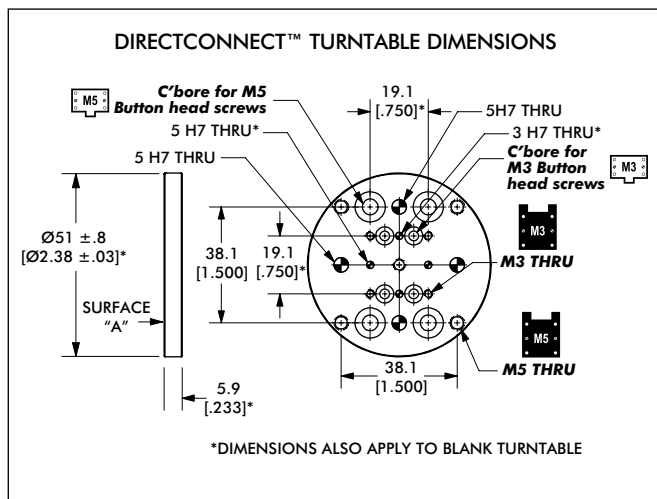 DIRECTCONNECT™ TURNTABLE DIMENSIONS
M5
C'bore for M5
Button head screws
5 H7 THRU*
5 H7 THRU
19.1
[.750]*
5H7 THRU
3 H7 THRU*
C'bore for
M3 Button
head screws
M3
Ø51 ±.8
[Ø2.38 ±.03]*
38.1
[1.500]
19.1
[.750]*
M3
M3 THRU
SURFACE
"A"
M5
M5 THRU
38.1
[1.500]
5.9
[.233]*
*DIMENSIONS ALSO APPLY TO BLANK TURNTABLE